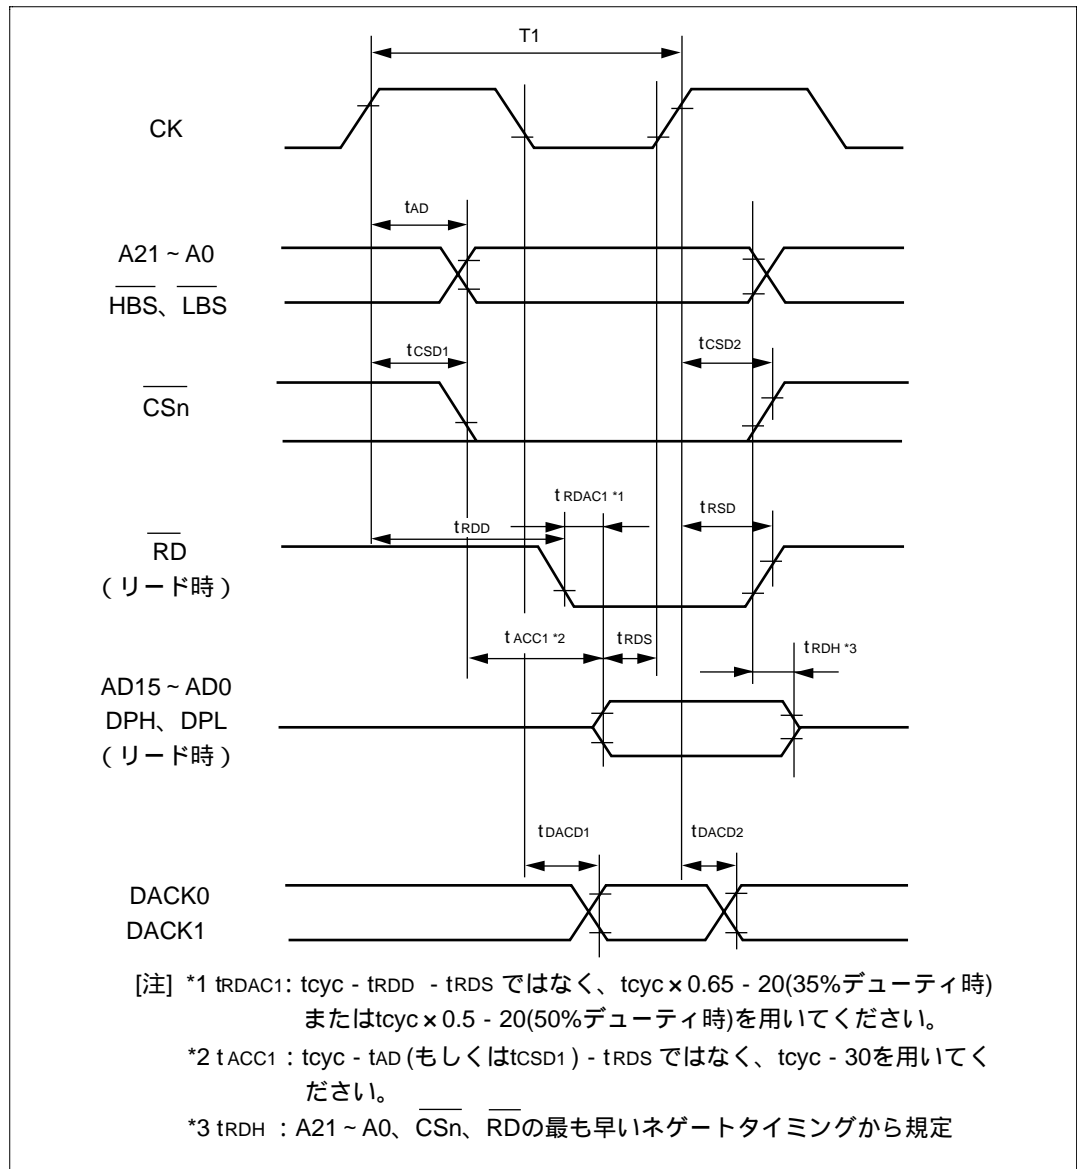 T1
CK
tAD
A21 ~ A0
HBS、LBS
tCSD1
tCSD2
CSn
tRDAC1 *1
tRSD
tRDD
RD
(リード時)
tACC1 *2
tRDS
tRDH *3
AD15 ~ AD0
DPH、DPL
(リード時)
tDACD1
tDACD2
DACK0
DACK1
[注] *1 tRDAC1: tcyc - tRDD - tRDS ではなく、tcyc×0.65 - 20(35%デューティ時)
またはtcyc×0.5 - 20(50%デューティ時)を用いてください。
*2 tACC1 : tcyc - tAD (もしくはtCSD1) - tRDS ではなく、tcyc - 30を用いてく
ださい。
*3 tRDH : A21 ~ A0、CSn、RDの最も早いネゲートタイミングから規定